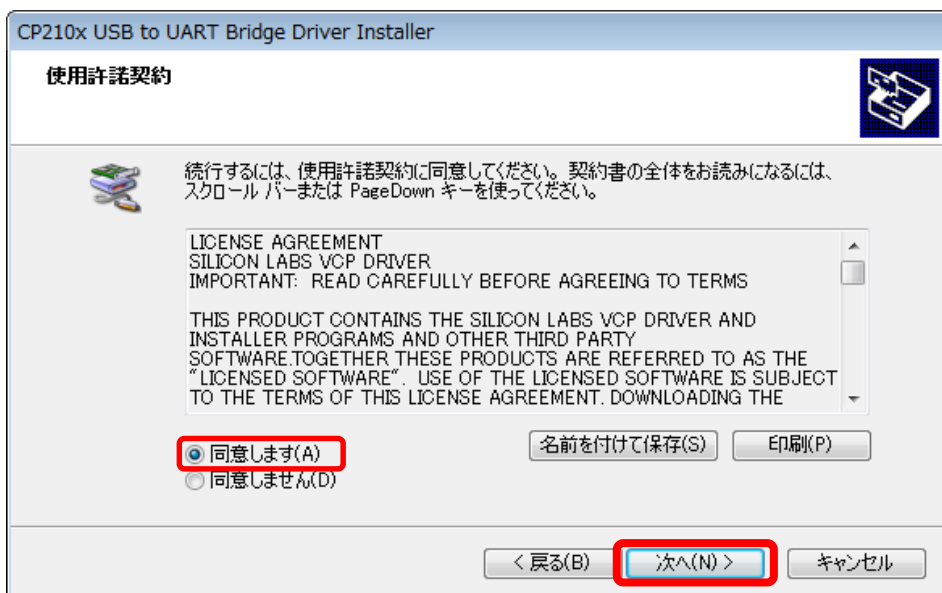 CP210x USB to UART Bridge Driver Installer
使用許諾契約
続行するには、使用許諾契約に同意してください。契約書の全体をお読みになるには、
スクロール バーまたは PageDown キーを使ってください。
LICENSE AGREEMENT
SILICON LABS VCP DRIVER
IMPORTANT:  READ CAREFULLY BEFORE AGREEING TO TERMS
THIS PRODUCT CONTAINS THE SILICON LABS VCP DRIVER AND
INSTALLER PROGRAMS AND OTHER THIRD PARTY
SOFTWARE.TOGETHER THESE PRODUCTS ARE REFERRED TO AS THE
"LICENSED SOFTWARE".  USE OF THE LICENSED SOFTWARE IS SUBJECT
TO THE TERMS OF THIS LICENSE AGREEMENT. DOWNLOADING THE
同意します(A)
名前を付けて保存(S)
印刷(P)
同意しません(D)
< 戻る(B)
次へ(N) >
キャンセル